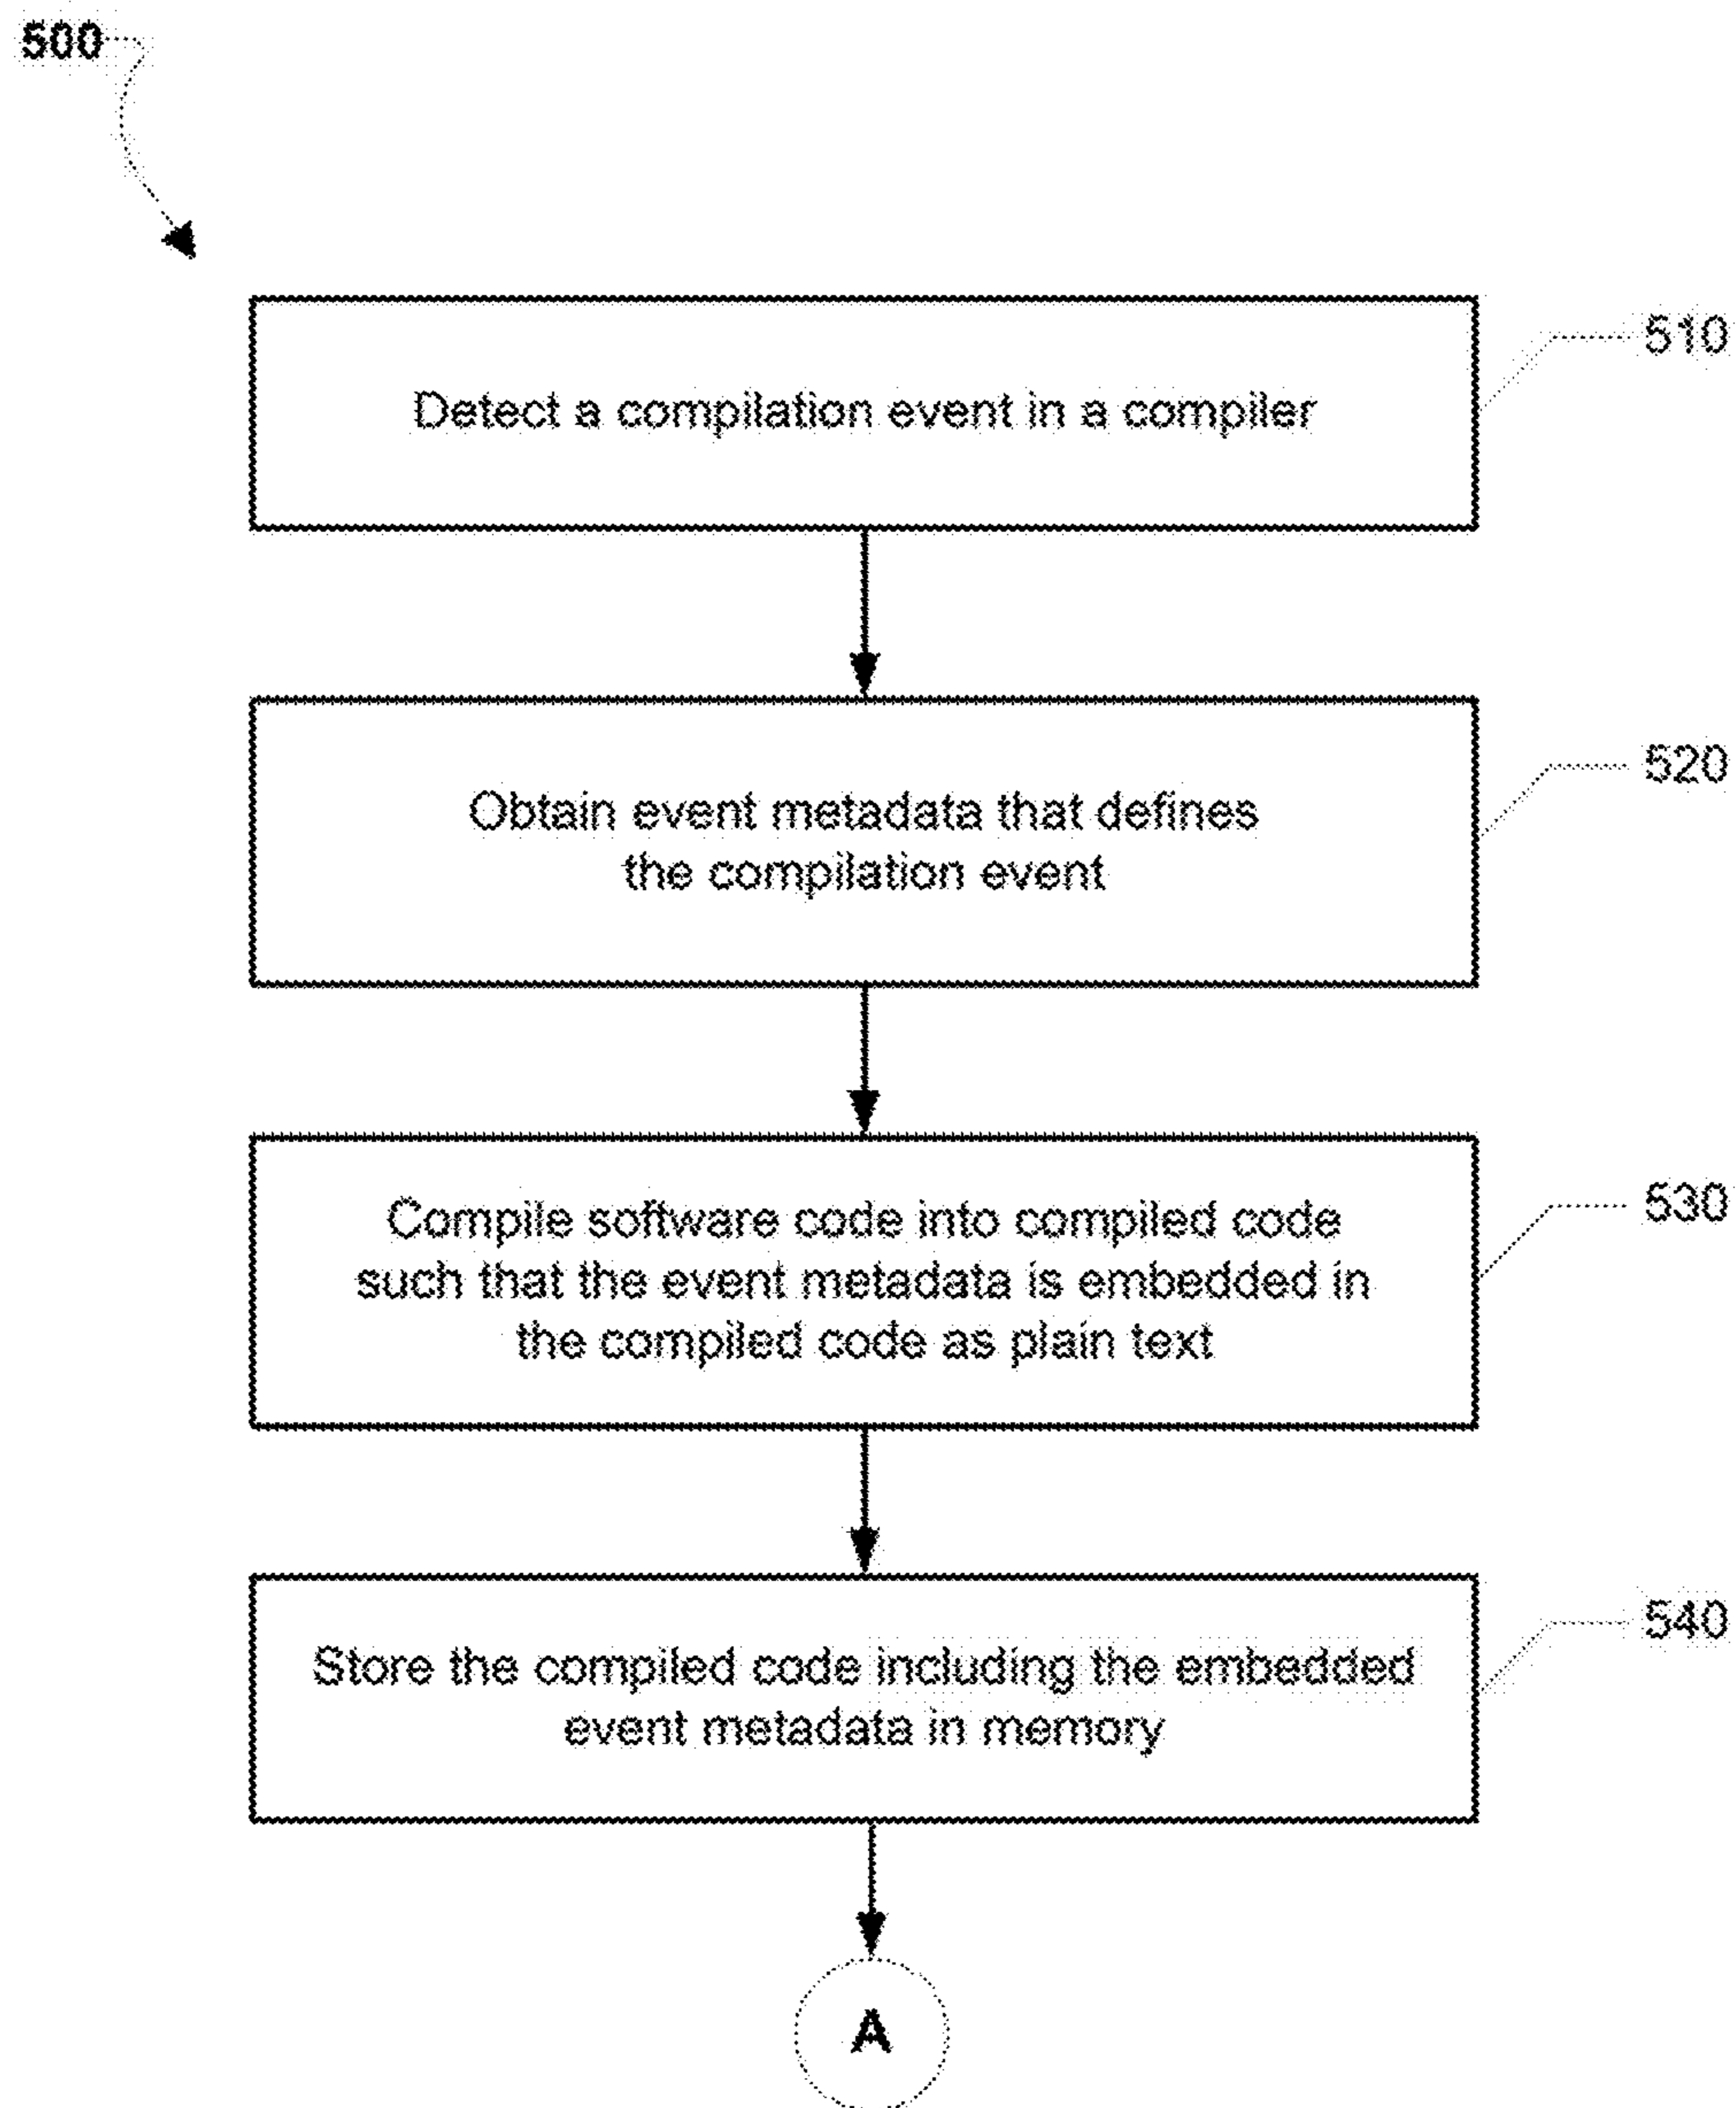 500
510
Detect a compilation event in a compiler
520
Obtain event metadata that defines
the compilation event
530
Compile software code into compiled code
such that the event metadata is embedded in
the compiled code as plain text
540
Store the compiled code including the embedded
event metadata in memory
A